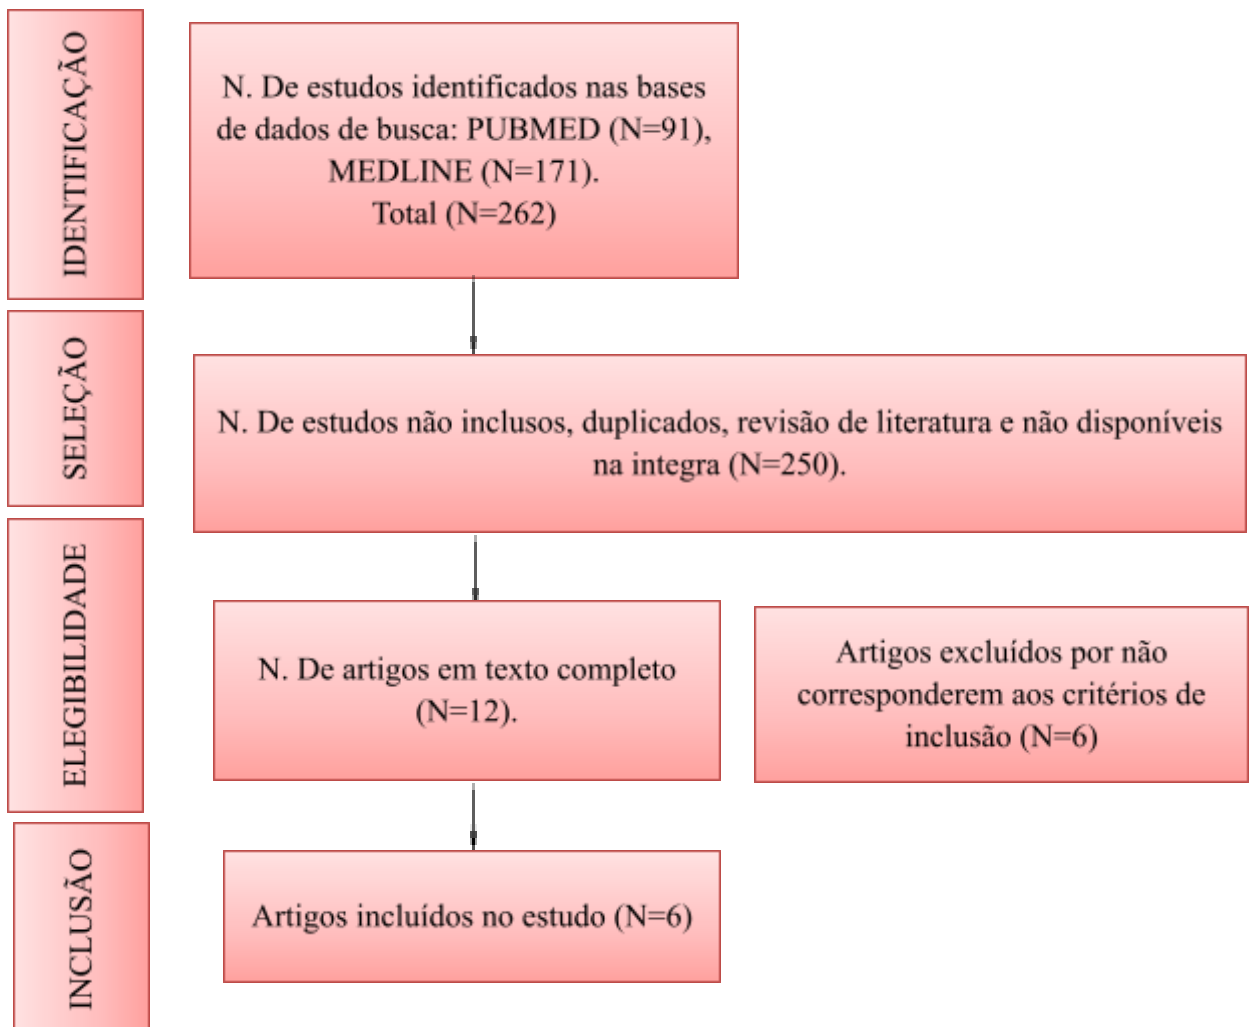 IDENTIFICAÇÃO
N. De estudos identificados nas bases
de dados de busca: PUBMED (N=91),
MEDLINE (N=171).
Total (N=262)
SELEÇÃO
N. De estudos não inclusos, duplicados, revisão de literatura e não disponíveis
na integra (N=250).
ELEGIBILIDADE
N. De artigos em texto completo
(N=12).
Artigos excluídos por não
corresponderem aos critérios de
inclusão (N=6)
INCLUSÃO
Artigos incluídos no estudo (N=6)